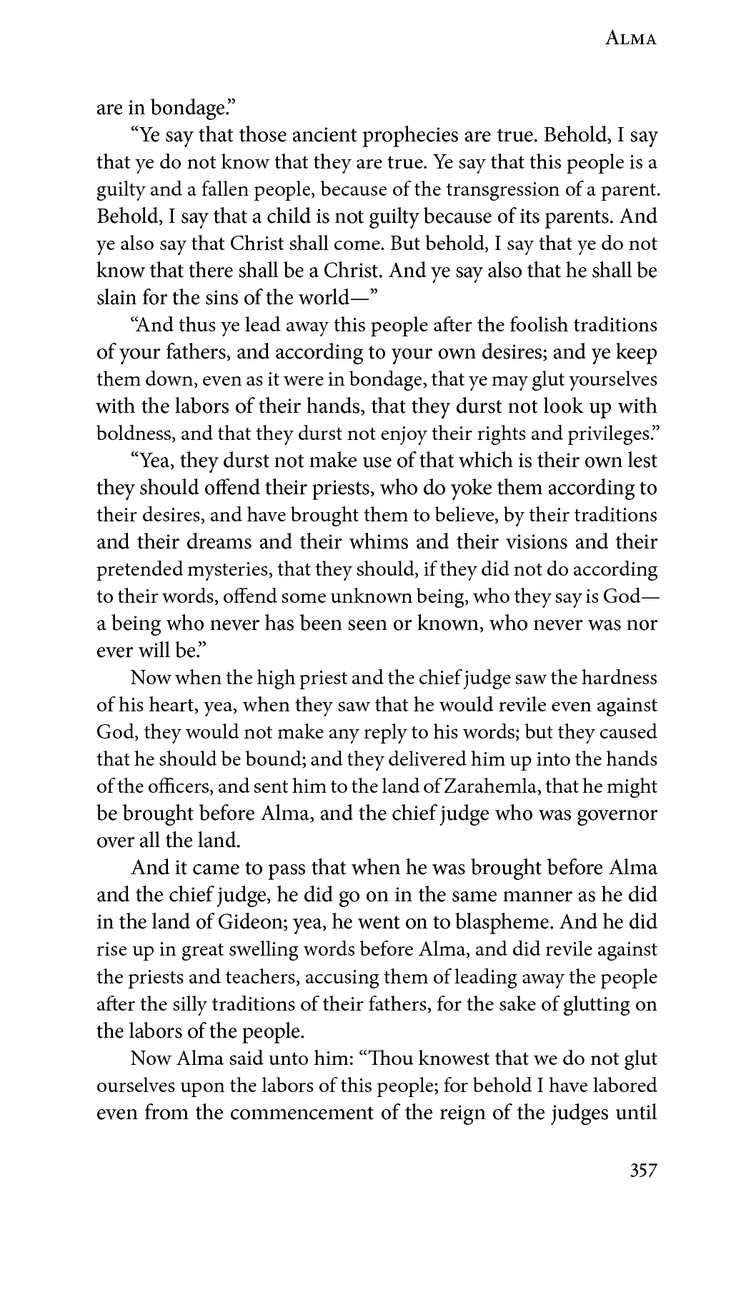 Alma
are in bondage.”
“Ye say that those ancient prophecies are true. Behold, I say
that ye do not know that they are true. Ye say that this people is a
guilty and a fallen people, because of the transgression of a parent.
Behold, I say that a child is not guilty because of its parents. And
ye also say that Christ shall come. But behold, I say that ye do not
know that there shall be a Christ. And ye say also that he shall be
slain for the sins of the world—”
“And thus ye lead away this people after the foolish traditions
of your fathers, and according to your own desires; and ye keep
them down, even as it were in bondage, that ye may glut yourselves
with the labors of their hands, that they durst not look up with
boldness, and that they durst not enjoy their rights and privileges.”
“Yea, they durst not make use of that which is their own lest
they should offend their priests, who do yoke them according to
their desires, and have brought them to believe, by their traditions
and their dreams and their whims and their visions and their
pretended mysteries, that they should, if they did not do according
to their words, offend some unknown being, who they say is God—
a being who never has been seen or known, who never was nor
ever will be.”
Now when the high priest and the chief judge saw the hardness
of his heart, yea, when they saw that he would revile even against
God, they would not make any reply to his words; but they caused
that he should be bound; and they delivered him up into the hands
of the officers, and sent him to the land of Zarahemla, that he might
be brought before Alma, and the chief judge who was governor
over all the land.
And it came to pass that when he was brought before Alma
and the chief judge, he did go on in the same manner as he did
in the land of Gideon; yea, he went on to blaspheme. And he did
rise up in great swelling words before Alma, and did revile against
the priests and teachers, accusing them of leading away the people
after the silly traditions of their fathers, for the sake of glutting on
the labors of the people.
Now Alma said unto him: “Thou knowest that we do not glut
ourselves upon the labors of this people; for behold I have labored
even from the commencement of the reign of the judges until
357